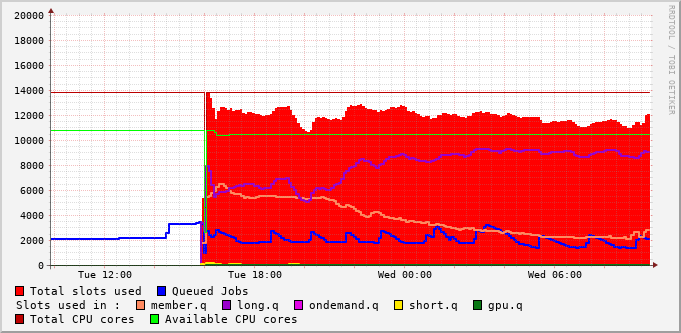 20000
18000
16000
14000
12000
10000
8000
6000
4000
2000
0
Tue 12:00 Tue 18:00 Wed 00:00 Wed 06:00
RRDTOOL / TOBI OETIKER
Total slots used Queued Jobs
Slots used in : member.q long.q ondemand.q short.q gpu.q
Total CPU cores Available CPU cores